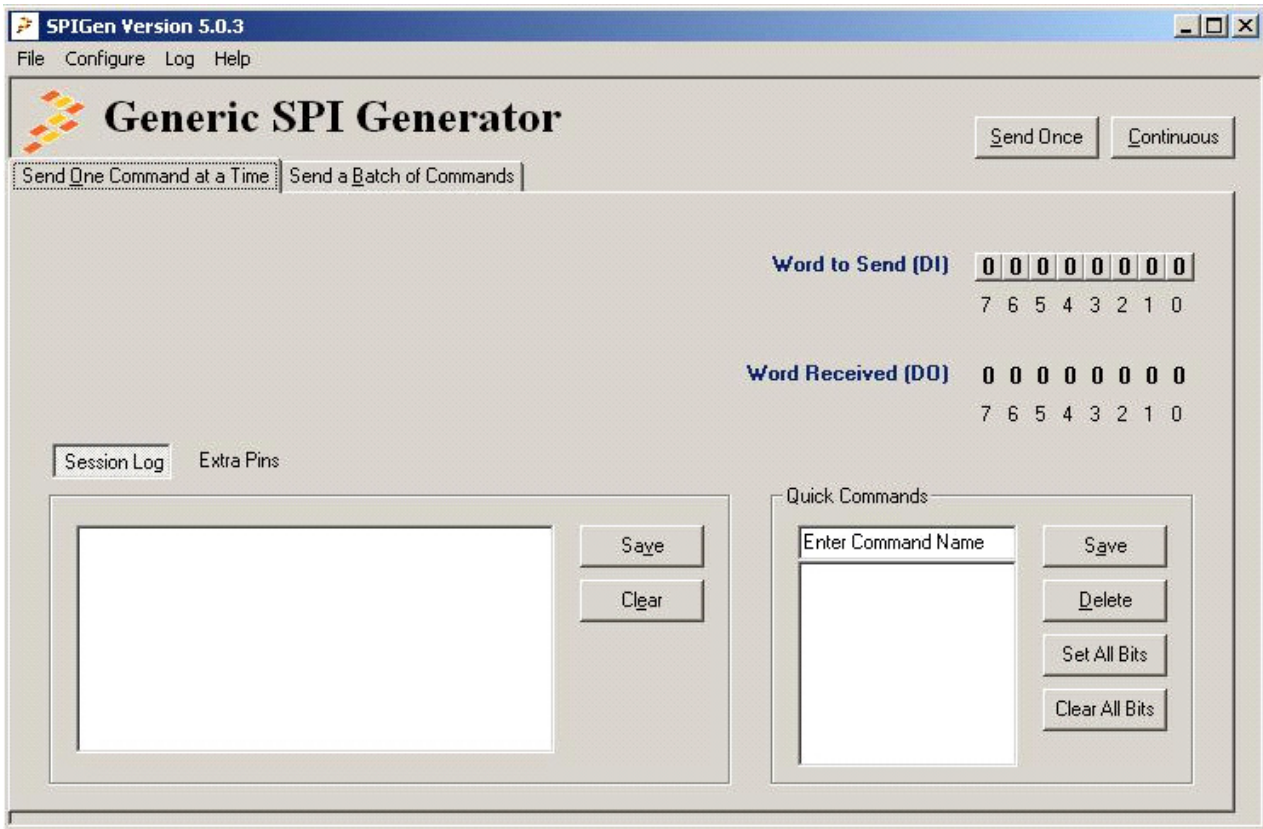 SPIGen Version 5.0.3
File Configure Log Help
Generic SPI Generator
Send Once Continuous
Send One Command at a Time Send a Batch of Commands
Word to Send (DI) 0 0 0 0 0 0 0 0
7 6 5 4 3 2 1 0
Word Received (DO) 0 0 0 0 0 0 0 0
7 6 5 4 3 2 1 0
Session Log Extra Pins
Quick Commands
Save Enter Command Name Save
Clear Delete
Set All Bits
Clear All Bits